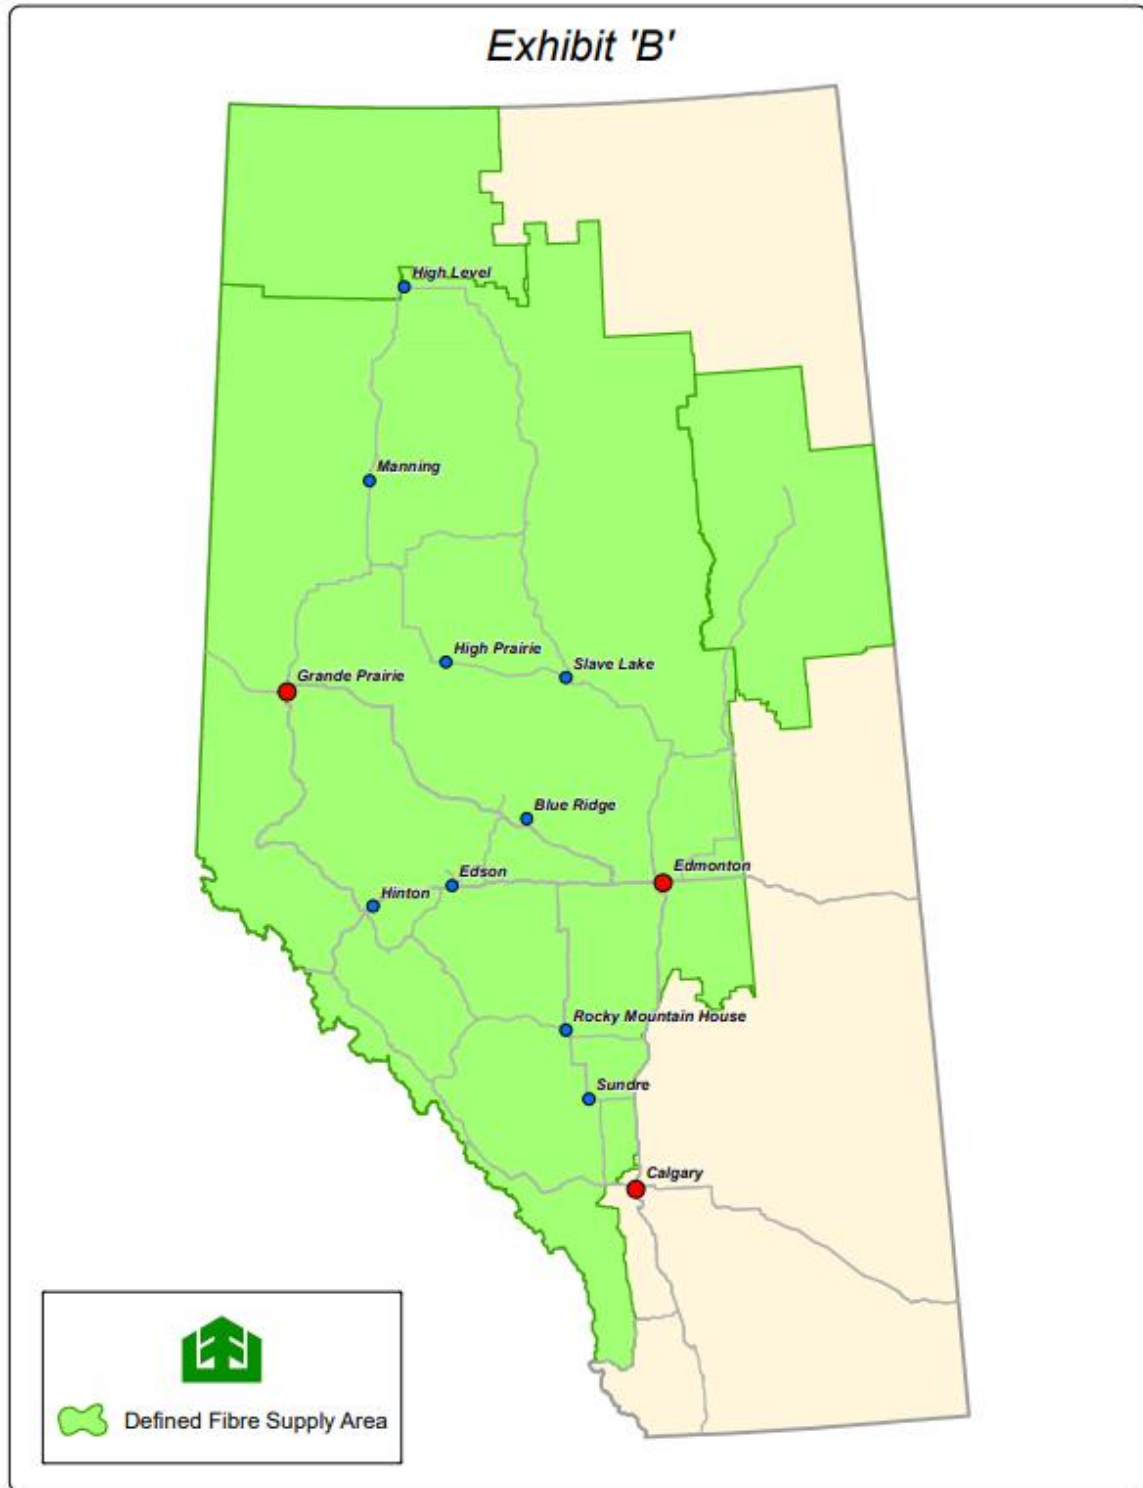 Exhibit 'B'
High Level
Manning
High Prairie
Slave Lake
Grande Prairie
Blue Ridge
Edmonton
Edson
Hinton
Rocky Mountain House
Sundre
Calgary
Defined Fibre Supply Area